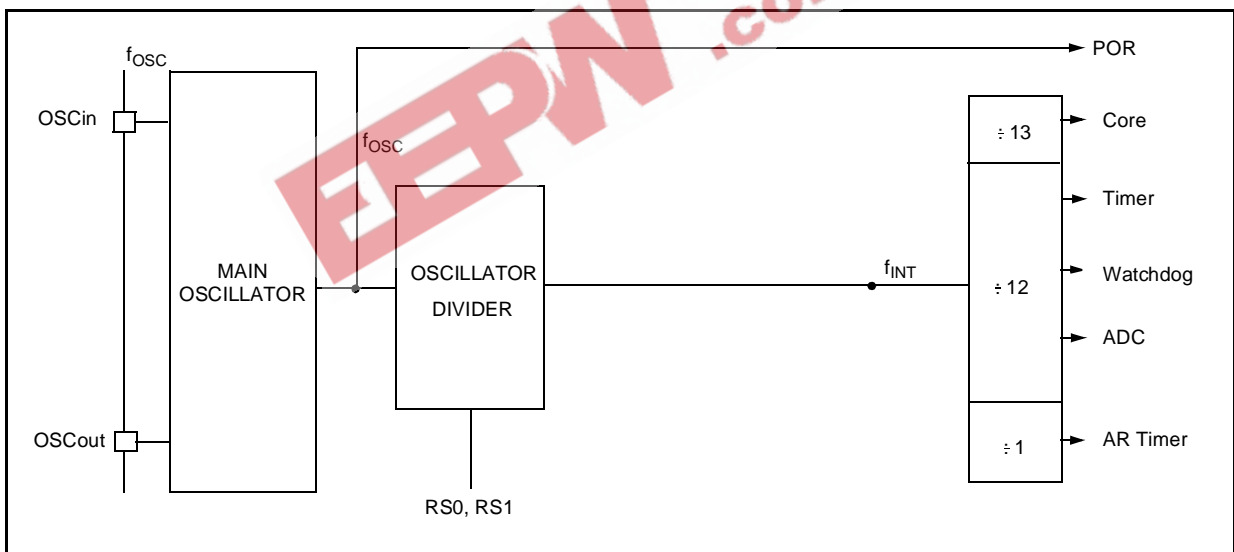 EEPW.com
POR
fOSC
OSCin
fOSC
÷ 13
Core
Timer
MAIN
OSCILLATOR
OSCILLATOR
DIVIDER
fINT
÷ 12
Watchdog
ADC
OSCout
÷ 1
AR Timer
RS0, RS1